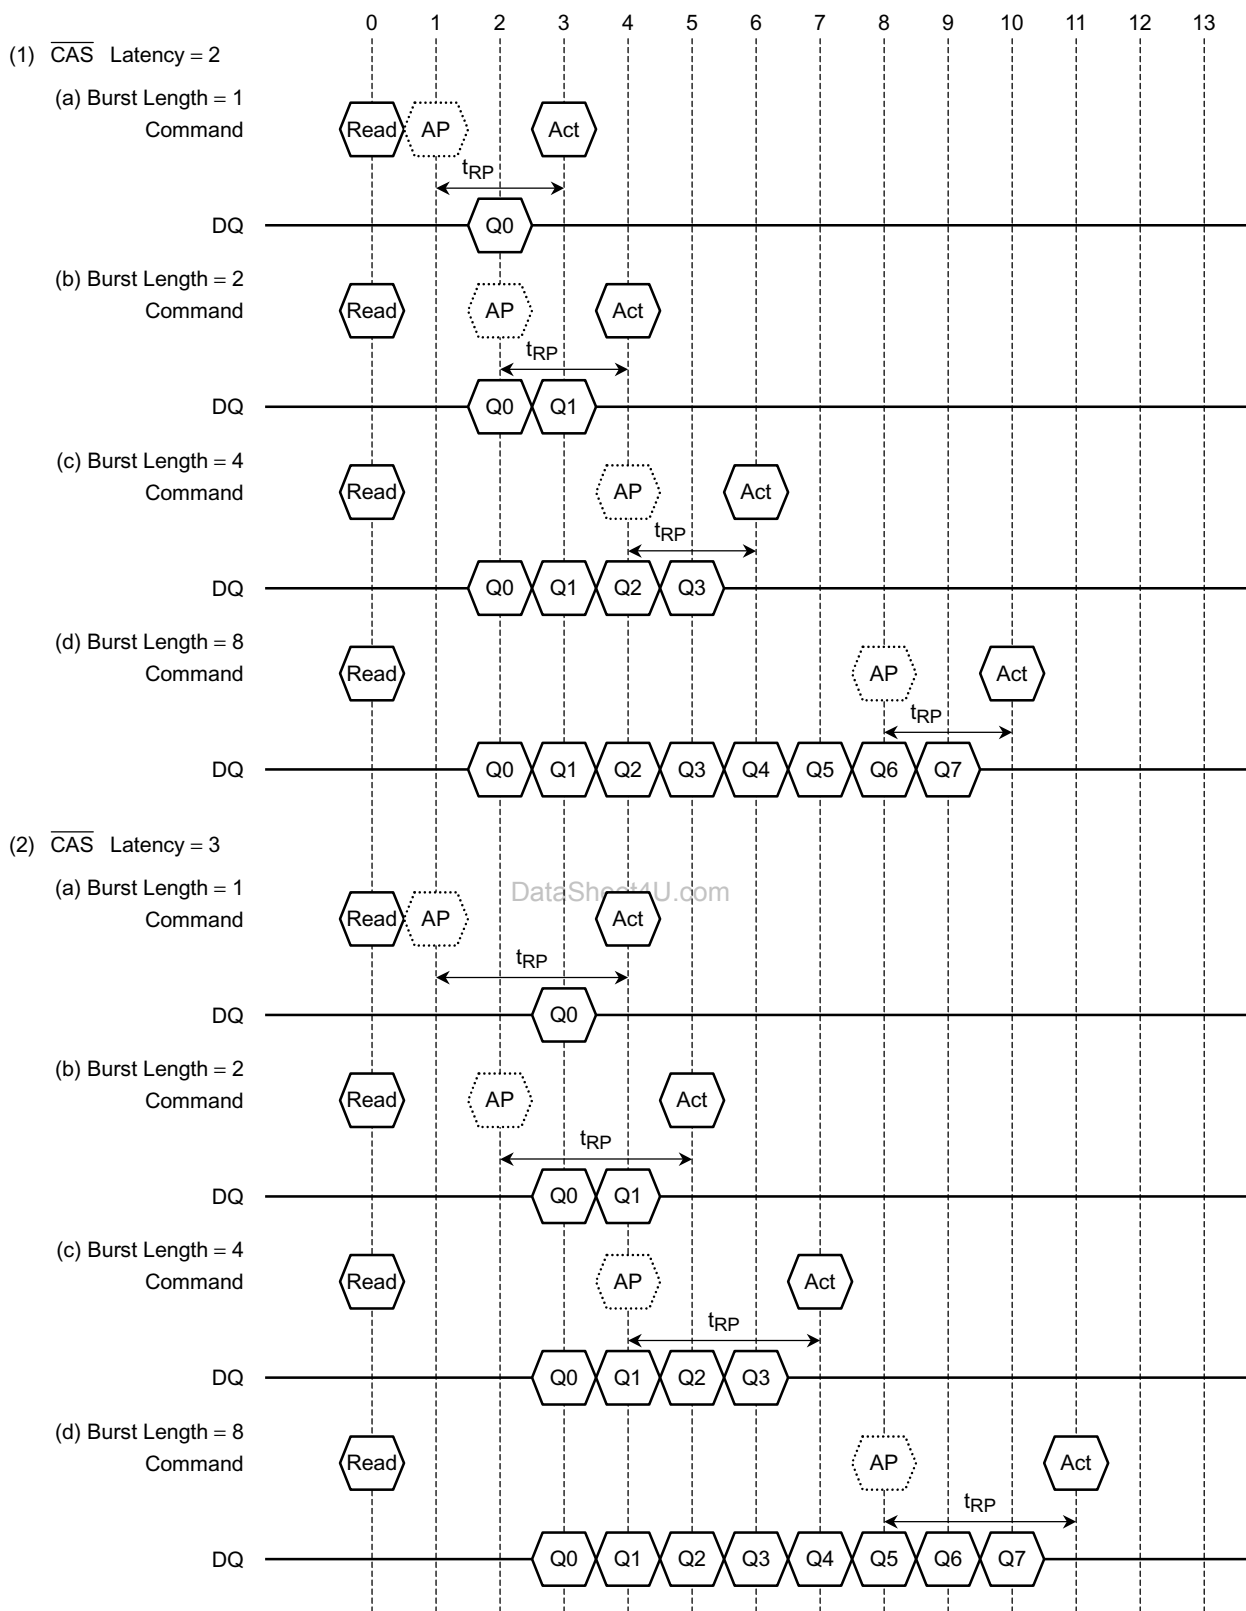 0 1 2 3 4 5 6 7 8 9 10 11 12 13
(1) CAS Latency = 2
(a) Burst Length = 1
Command Read AP Act
tRP
DQ Q0
(b) Burst Length = 2
Command Read AP Act
tRP
DQ Q0 Q1
(c) Burst Length = 4
Command Read AP Act
tRP
DQ Q0 Q1 Q2 Q3
(d) Burst Length = 8
Command Read AP Act
tRP
DQ Q0 Q1 Q2 Q3 Q4 Q5 Q6 Q7
(2) CAS Latency = 3
(a) Burst Length = 1
DataSheet4U.com
Command Read AP Act
tRP
DQ Q0
(b) Burst Length = 2
Command Read AP Act
tRP
DQ Q0 Q1
(c) Burst Length = 4
Command Read AP Act
tRP
DQ Q0 Q1 Q2 Q3
(d) Burst Length = 8
Command Read AP Act
tRP
DQ Q0 Q1 Q2 Q3 Q4 Q5 Q6 Q7